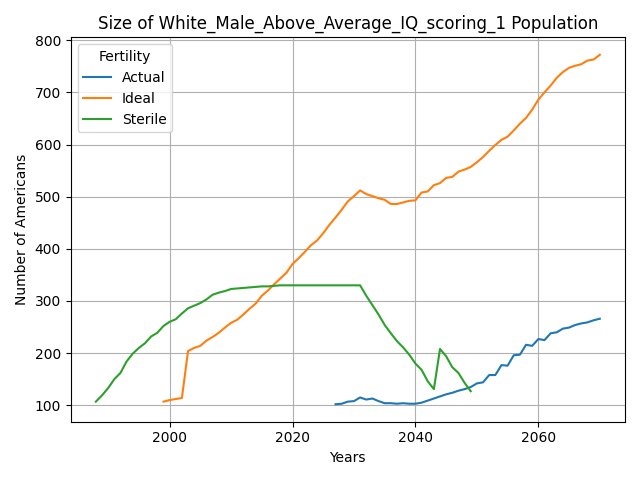 Size of White_Male_Above_Average_IQ_scoring_1 Population
Fertility
Actual
Ideal
Sterile
Number of Americans
800
700
600
500
400
300
200
100
2000
2020
2040
2060
Years